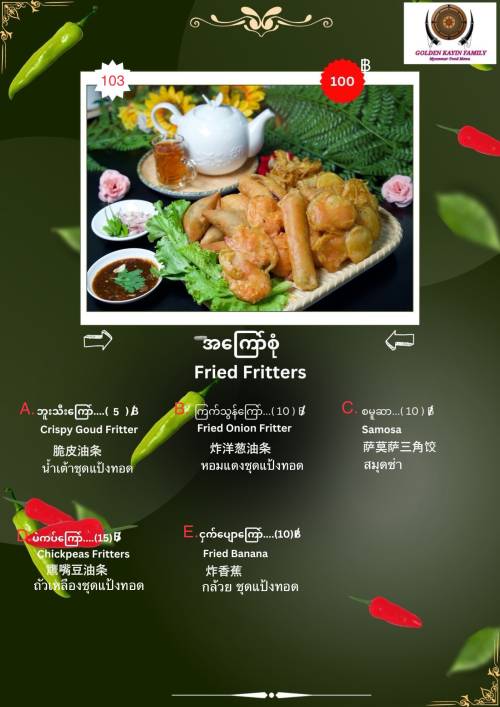 GOLDEN KAYIN FAMILY
Myanmar Food Menu
฿
103
100
အကြော်စုံ
Fried Fritters
A. ဘူးသီးကြော်....( 5 ) ฿
Crispy Goud Fritter
脆皮油条
น้ำเต้าชุดแป้งทอด
B. ကြက်သွန်ကြော်...( 10 ) ฿
Fried Onion Fritter
炸洋葱油条
หอมแดงชุดแป้งทอด
C. စမူဆာ...( 10 ) ฿
Samosa
萨莫萨三角饺
สมุดซ่า
D. မဲကပ်ကြော်....(15)฿
Chickpeas Fritters
鹰嘴豆油条
ถั่วเหลืองชุดแป้งทอด
E. ငှက်ပျောကြော်....(10)฿
Fried Banana
炸香蕉
กล้วย ชุดแป้งทอด